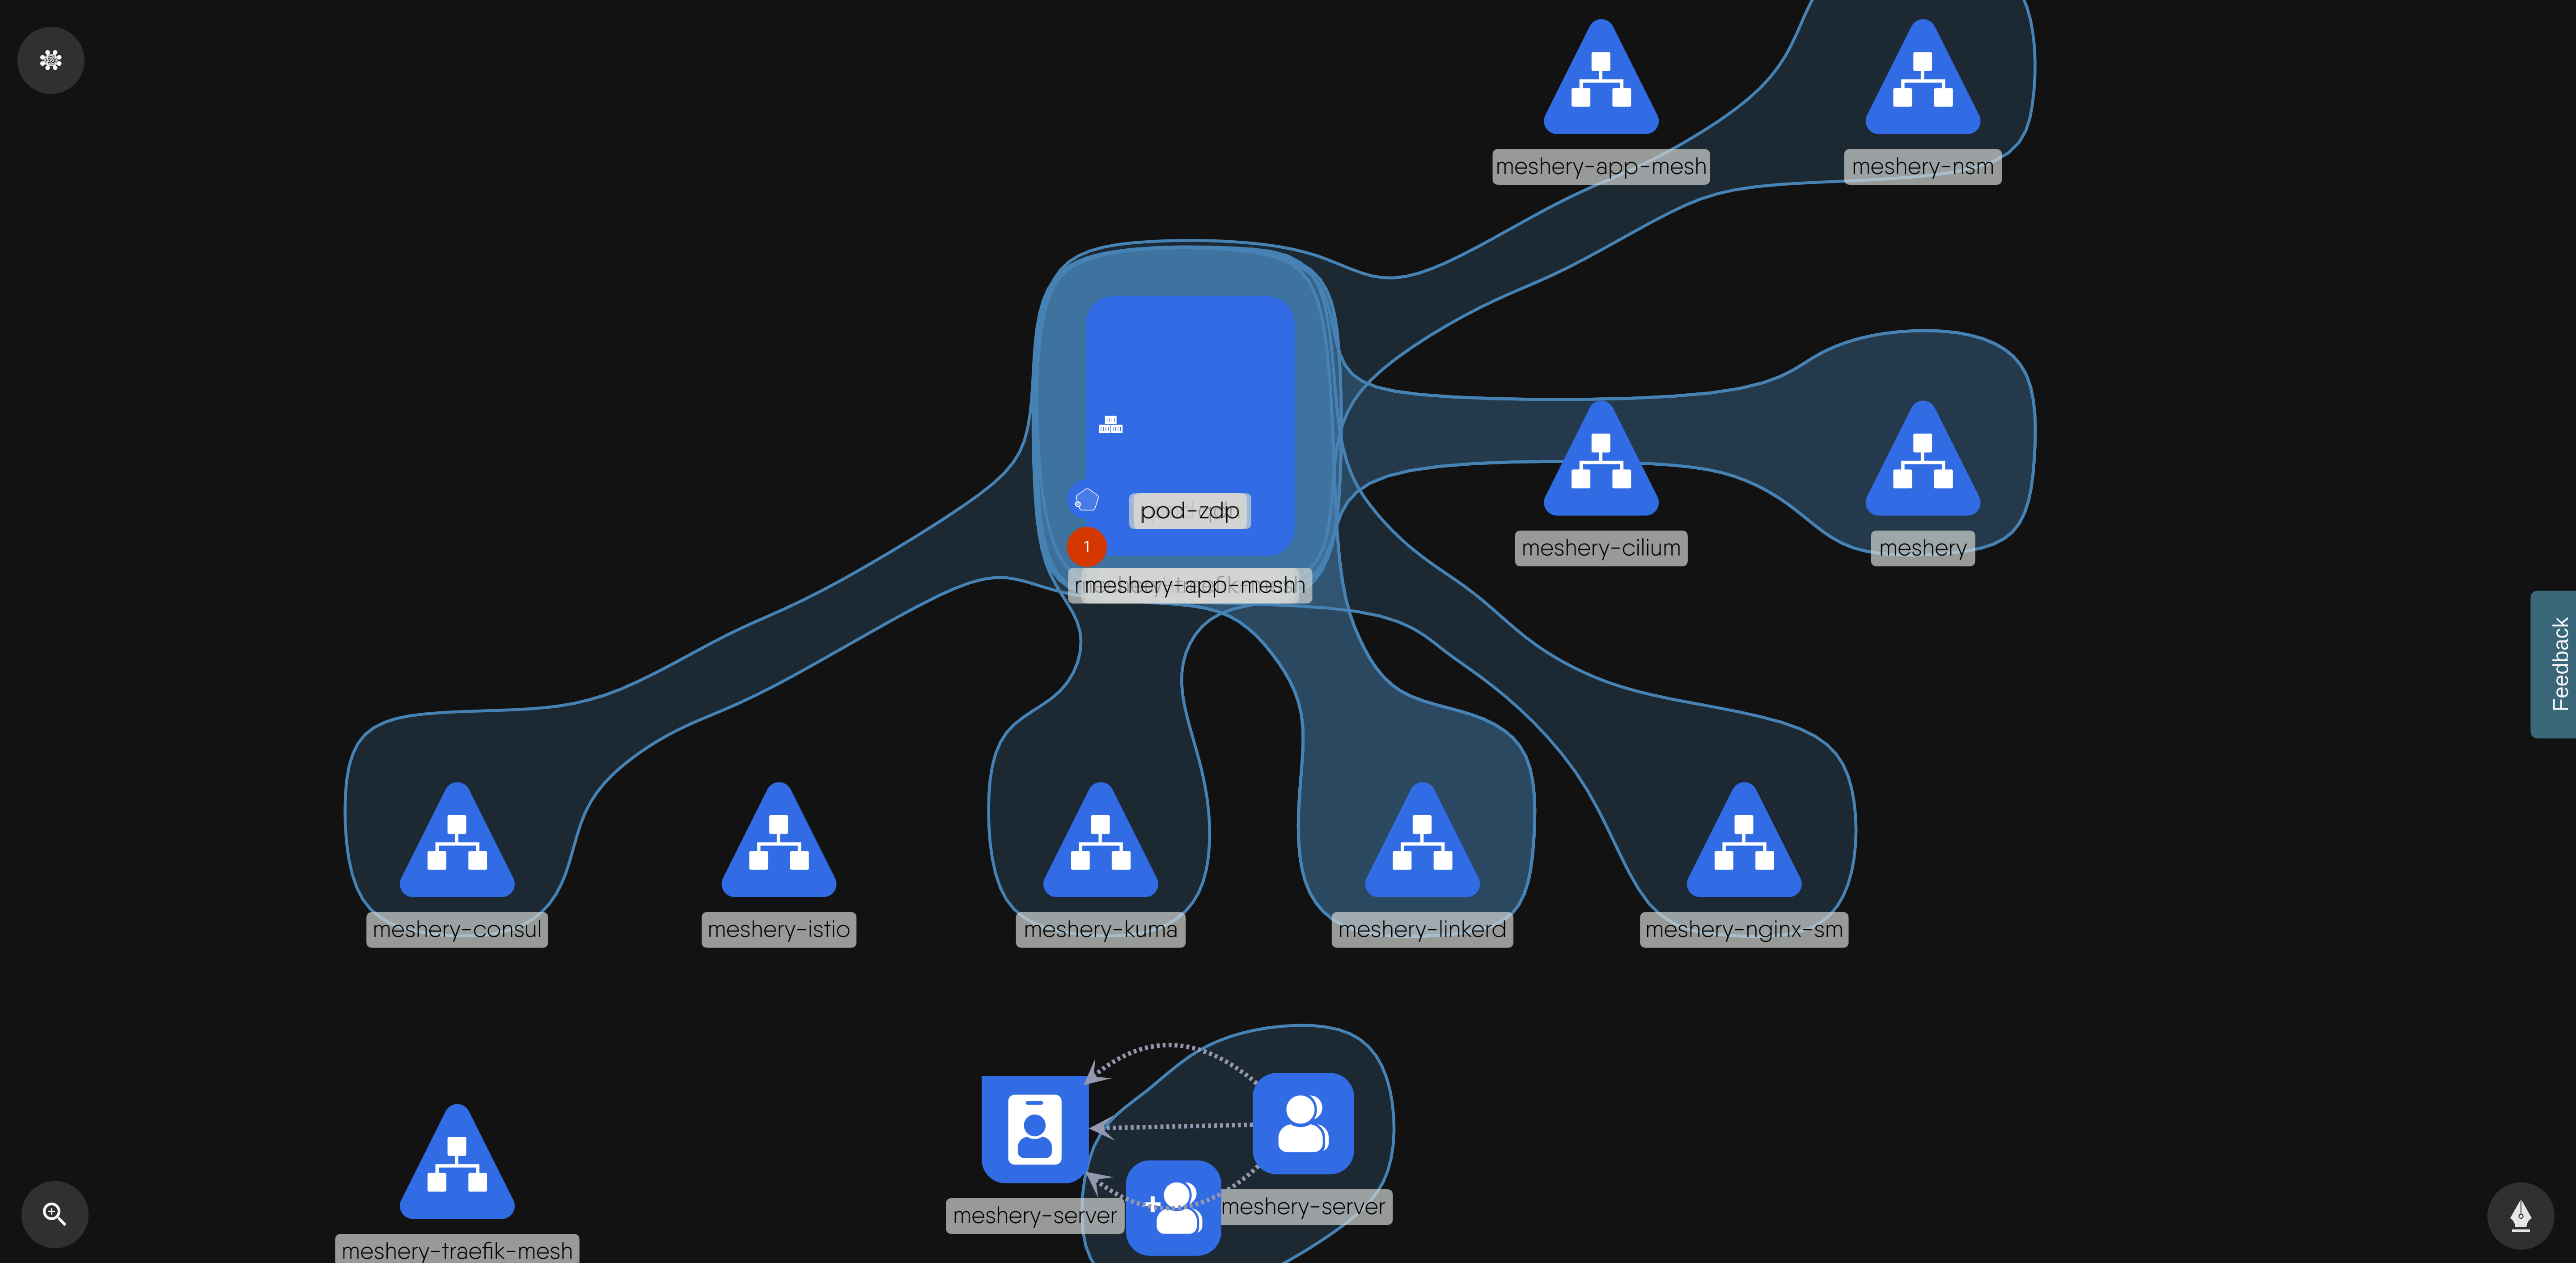 meshery-app-mesh
meshery-nsm
pod-zdp
1
meshery-app-mesh
meshery-cilium
meshery
Feedback
meshery-consul
meshery-istio
meshery-kuma
meshery-linkerd
meshery-nginx-sm
meshery-server
meshery-server
meshery-traefik-mesh